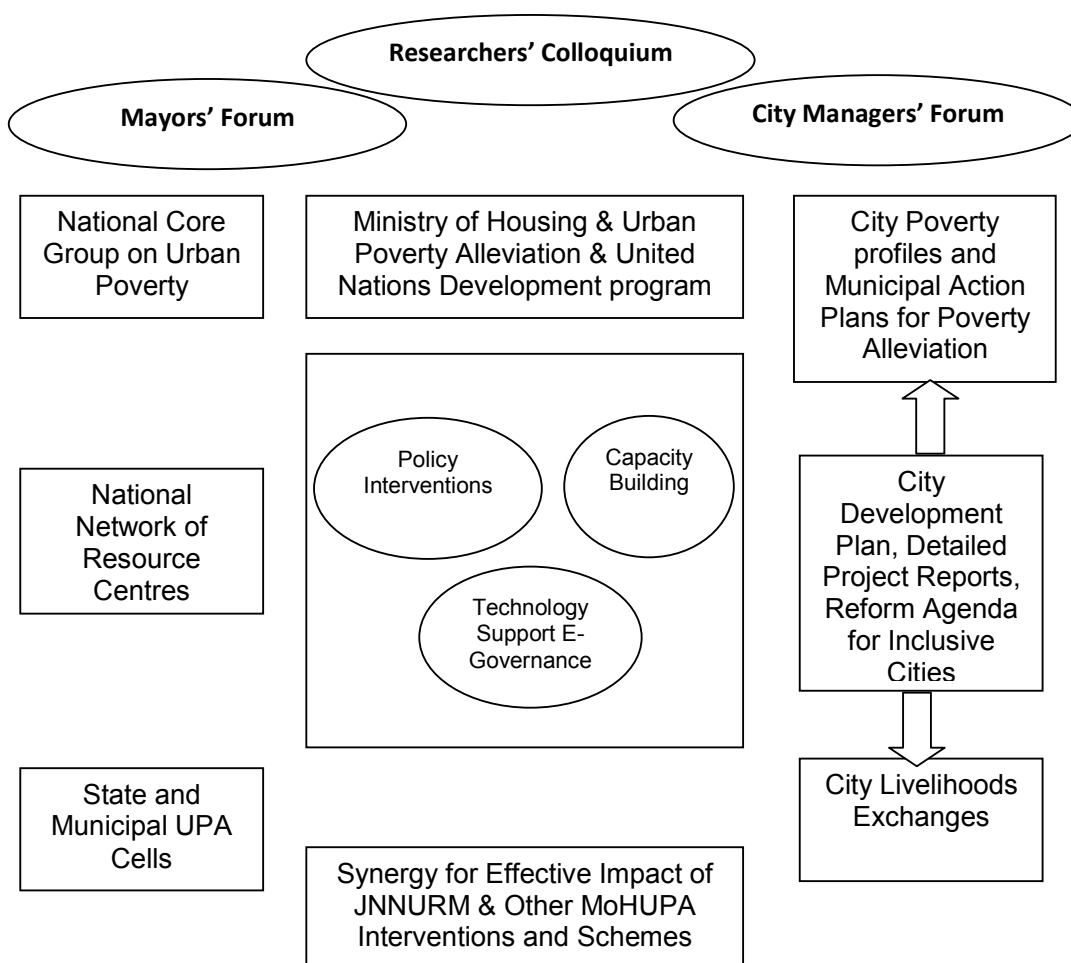 Researchers’ Colloquium
Mayors’ Forum
City Managers’ Forum
National Core
Group on Urban
Poverty
Ministry of Housing & Urban
Poverty Alleviation & United
Nations Development program
City Poverty
profiles and
Municipal Action
Plans for Poverty
Alleviation
Policy
Interventions
Capacity
Building
Technology
Support E-
Governance
National
Network of
Resource
Centres
City
Development
Plan, Detailed
Project Reports,
Reform Agenda
for Inclusive
Cities
State and
Municipal UPA
Cells
City Livelihoods
Exchanges
Synergy for Effective Impact of
JNNURM & Other MoHUPA
Interventions and Schemes